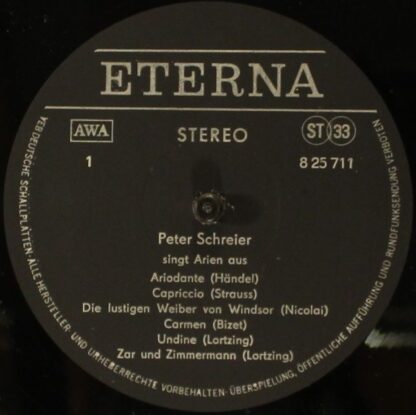 ETERNA
AWA
STEREO
ST 33
1
8 25 711
Peter Schreier
singt Arien aus
Ariodante (Händel)
Capriccio (Strauss)
Die lustigen Weiber von Windsor (Nicolai)
Carmen (Bizet)
Undine (Lortzing)
Zar und Zimmermann (Lortzing)
VEB DEUTSCHE SCHALLPLATTEN · ALLE HERSTELLER- UND URHEBERRECHTE VORBEHALTEN · ÜBERSPIELUNG, ÖFFENTLICHE AUFFÜHRUNG UND RUNDFUNKSENDUNG VERBOTEN